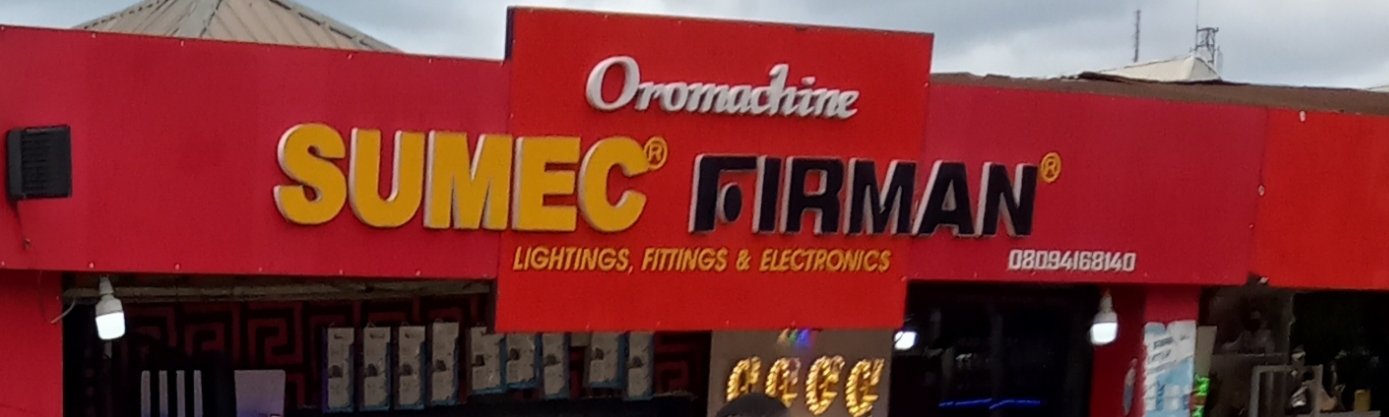 Oromachine
SUMEC® FIRMAN®
LIGHTINGS, FITTINGS & ELECTRONICS
08094168140